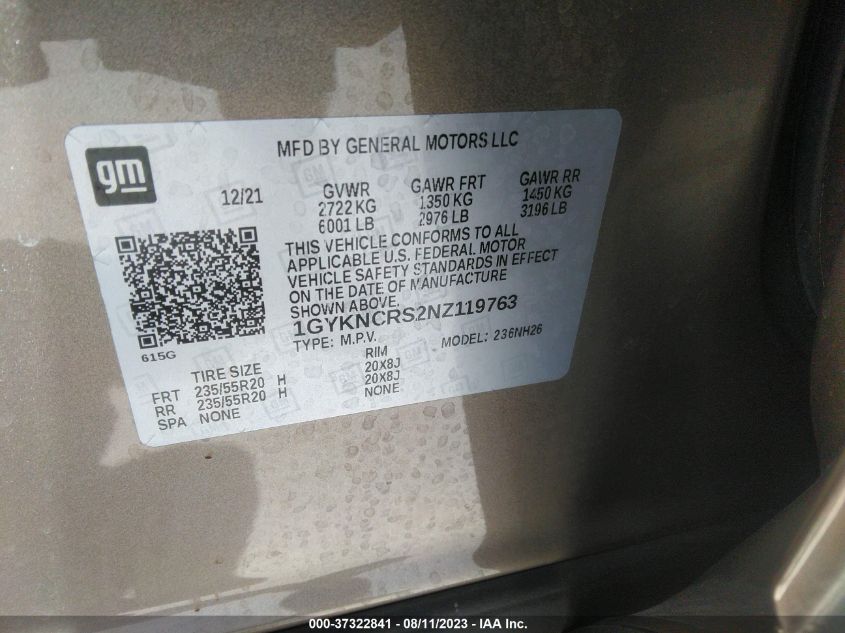 MFD BY GENERAL MOTORS LLC
gm
12/21
GVWR GAWR FRT GAWR RR
2722 KG 1350 KG 1450 KG
6001 LB 2976 LB 3196 LB
THIS VEHICLE CONFORMS TO ALL
APPLICABLE U.S. FEDERAL MOTOR
VEHICLE SAFETY STANDARDS IN EFFECT
ON THE DATE OF MANUFACTURE
SHOWN ABOVE.
1GYKNCRS2NZ119763
TYPE: M.P.V. MODEL: 236NH26
615G
TIRE SIZE RIM
FRT 235/55R20 H 20X8J
RR 235/55R20 H 20X8J
SPA NONE NONE
000-37322841 - 08/11/2023 - IAA Inc.